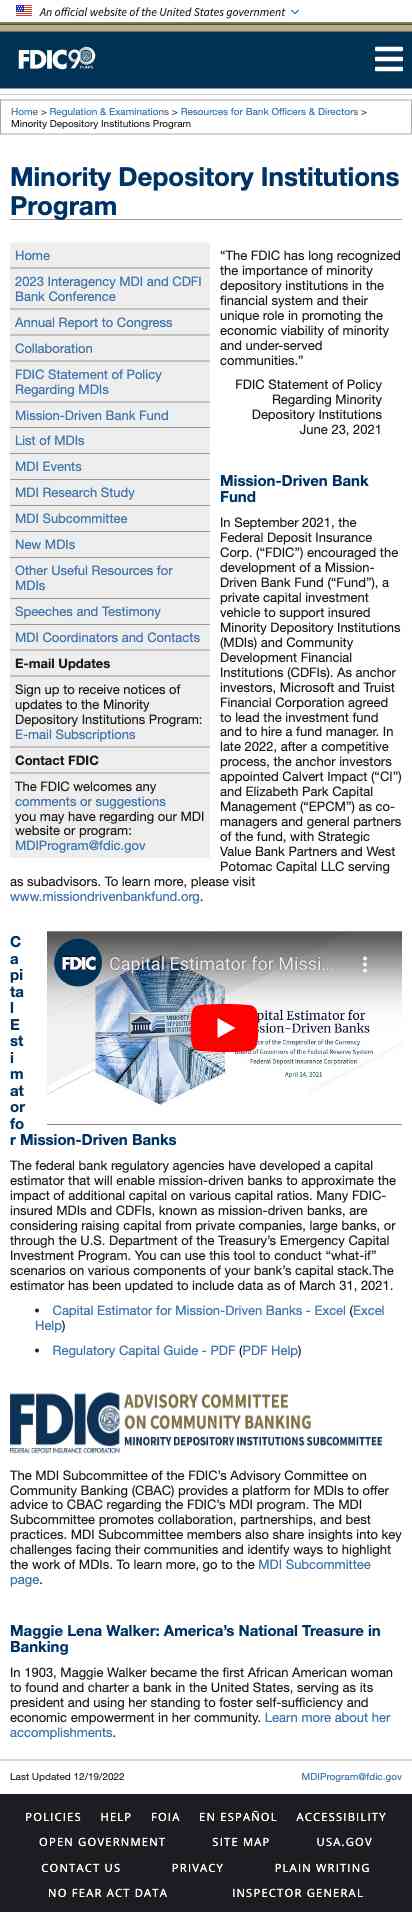 An official website of the United States government
FDIC 90 YEARS
Home > Regulation & Examinations > Resources for Bank Officers & Directors >
Minority Depository Institutions Program
Minority Depository Institutions
Program
Home
2023 Interagency MDI and CDFI
Bank Conference
Annual Report to Congress
Collaboration
FDIC Statement of Policy
Regarding MDIs
Mission-Driven Bank Fund
List of MDIs
MDI Events
MDI Research Study
MDI Subcommittee
New MDIs
Other Useful Resources for
MDIs
Speeches and Testimony
MDI Coordinators and Contacts
E-mail Updates
Sign up to receive notices of
updates to the Minority
Depository Institutions Program:
E-mail Subscriptions
Contact FDIC
The FDIC welcomes any
comments or suggestions
you may have regarding our MDI
website or program:
MDIProgram@fdic.gov
“The FDIC has long recognized
the importance of minority
depository institutions in the
financial system and their
unique role in promoting the
economic viability of minority
and under-served
communities.”
FDIC Statement of Policy
Regarding Minority
Depository Institutions
June 23, 2021
Mission-Driven Bank
Fund
In September 2021, the
Federal Deposit Insurance
Corp. (“FDIC”) encouraged the
development of a Mission-
Driven Bank Fund (“Fund”), a
private capital investment
vehicle to support insured
Minority Depository Institutions
(MDIs) and Community
Development Financial
Institutions (CDFIs). As anchor
investors, Microsoft and Truist
Financial Corporation agreed
to lead the investment fund
and to hire a fund manager. In
late 2022, after a competitive
process, the anchor investors
appointed Calvert Impact (“CI”)
and Elizabeth Park Capital
Management (“EPCM”) as co-
managers and general partners
of the fund, with Strategic
Value Bank Partners and West
Potomac Capital LLC serving
as subadvisors. To learn more, please visit
www.missiondrivenbankfund.org.
C
a
pi
ta
l
E
st
i
m
at
or
fo
r Mission-Driven Banks
FDIC
Capital Estimator for Missi...
MINORITY
DEPOSITORY
INSTITUTIONS
pital Estimator for
ssion-Driven Banks
ce of the Comptroller of the Currency
Board of Governors of the Federal Reserve System
Federal Deposit Insurance Corporation
April 14, 2021
The federal bank regulatory agencies have developed a capital
estimator that will enable mission-driven banks to approximate the
impact of additional capital on various capital ratios. Many FDIC-
insured MDIs and CDFIs, known as mission-driven banks, are
considering raising capital from private companies, large banks, or
through the U.S. Department of the Treasury’s Emergency Capital
Investment Program. You can use this tool to conduct “what-if”
scenarios on various components of your bank’s capital stack.The
estimator has been updated to include data as of March 31, 2021.
• Capital Estimator for Mission-Driven Banks - Excel (Excel
Help)
• Regulatory Capital Guide - PDF (PDF Help)
FDIC
FEDERAL DEPOSIT INSURANCE CORPORATION
ADVISORY COMMITTEE
ON COMMUNITY BANKING
MINORITY DEPOSITORY INSTITUTIONS SUBCOMMITTEE
The MDI Subcommittee of the FDIC’s Advisory Committee on
Community Banking (CBAC) provides a platform for MDIs to offer
advice to CBAC regarding the FDIC’s MDI program. The MDI
Subcommittee promotes collaboration, partnerships, and best
practices. MDI Subcommittee members also share insights into key
challenges facing their communities and identify ways to highlight
the work of MDIs. To learn more, go to the MDI Subcommittee
page.
Maggie Lena Walker: America’s National Treasure in
Banking
In 1903, Maggie Walker became the first African American woman
to found and charter a bank in the United States, serving as its
president and using her standing to foster self-sufficiency and
economic empowerment in her community. Learn more about her
accomplishments.
Last Updated 12/19/2022 MDIProgram@fdic.gov
POLICIES HELP FOIA EN ESPAÑOL ACCESSIBILITY
OPEN GOVERNMENT SITE MAP USA.GOV
CONTACT US PRIVACY PLAIN WRITING
NO FEAR ACT DATA INSPECTOR GENERAL